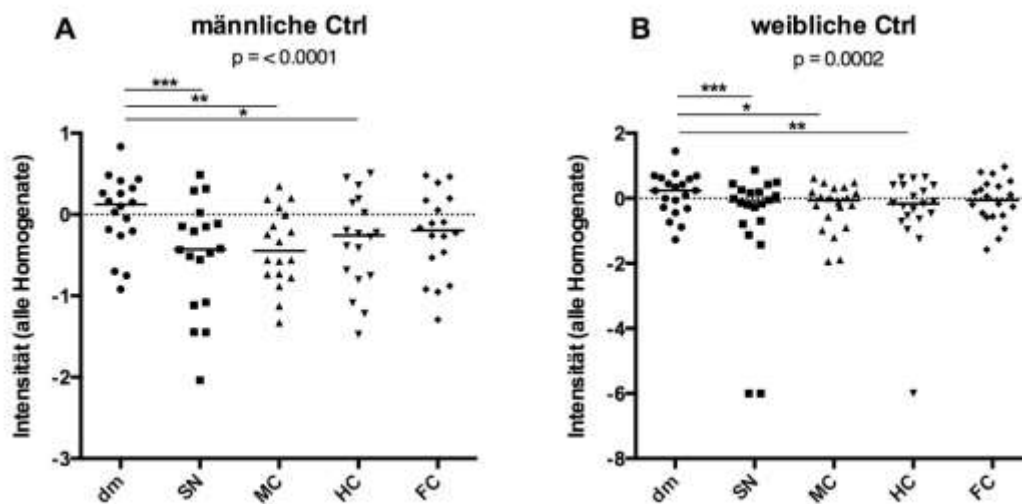 A
männliche Ctrl
p = < 0.0001
***
**
*
Intensität (alle Homogenate)
1
0
-1
-2
-3
dm
SN
MC
HC
FC
B
weibliche Ctrl
p = 0.0002
***
*
**
Intensität (alle Homogenate)
2
0
-2
-4
-6
-8
dm
SN
MC
HC
FC